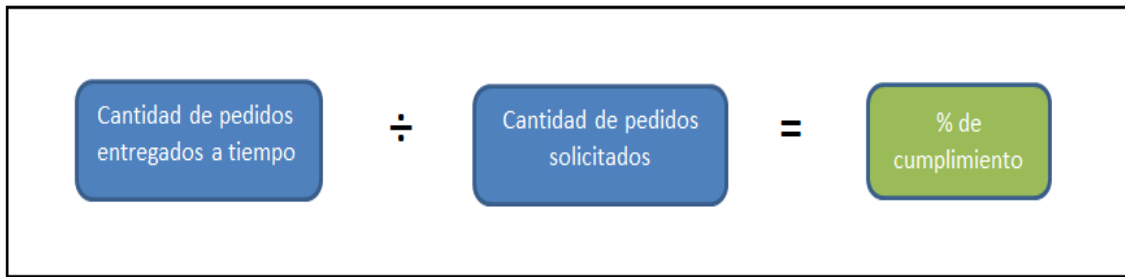 Cantidad de pedidos
entregados a tiempo
÷
Cantidad de pedidos
solicitados
=
% de
cumplimiento